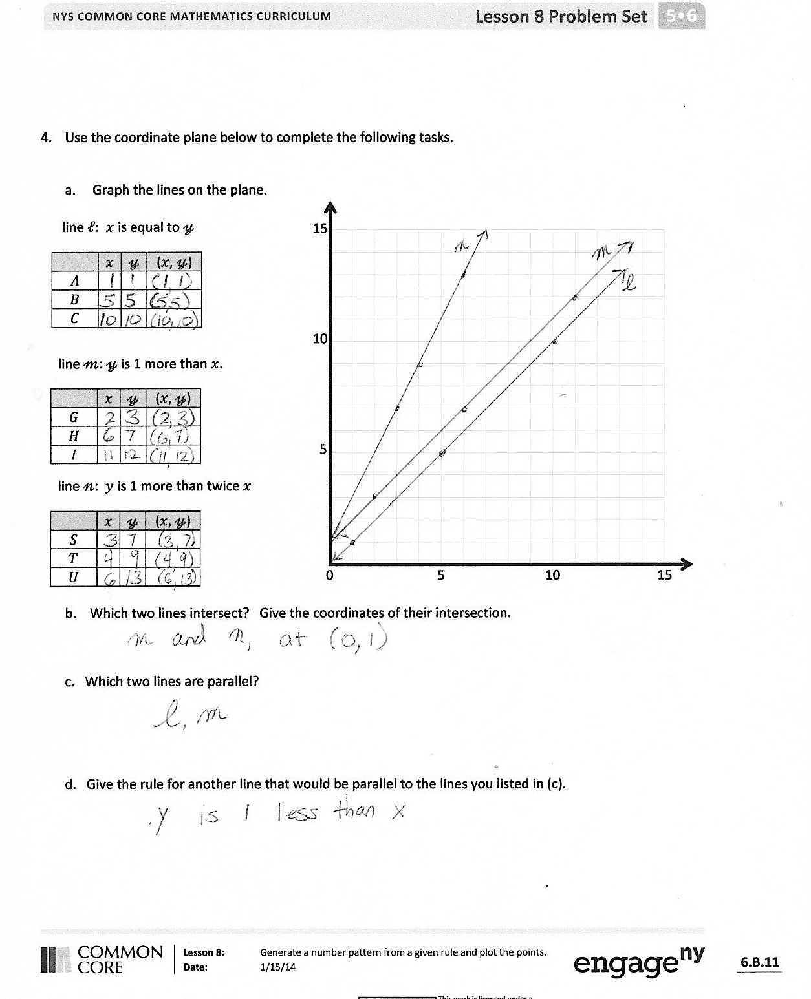 NYS COMMON CORE MATHEMATICS CURRICULUM Lesson 8 Problem Set 5•6
4. Use the coordinate plane below to complete the following tasks.
a. Graph the lines on the plane.
line ℓ: x is equal to y
x y (x, y)
A 1 1 (1, 1)
B 5 5 (5,5)
C 10 10 (10, 10)
line m: y is 1 more than x.
x y (x, y)
G 2 3 (2, 3)
H 6 7 (6, 7)
I 11 12 (11, 12)
line n: y is 1 more than twice x
x y (x, y)
S 3 7 (3, 7)
T 4 9 (4, 9)
U 6 13 (6, 13)
15
n
m
l
10
5
0 5 10 15
b. Which two lines intersect? Give the coordinates of their intersection.
m and n, at (0, 1)
c. Which two lines are parallel?
l, m
d. Give the rule for another line that would be parallel to the lines you listed in (c).
y is 1 less than x
COMMON CORE
Lesson 8: Generate a number pattern from a given rule and plot the points.
Date: 1/15/14
engage ny
6.B.11
This work is licensed under a